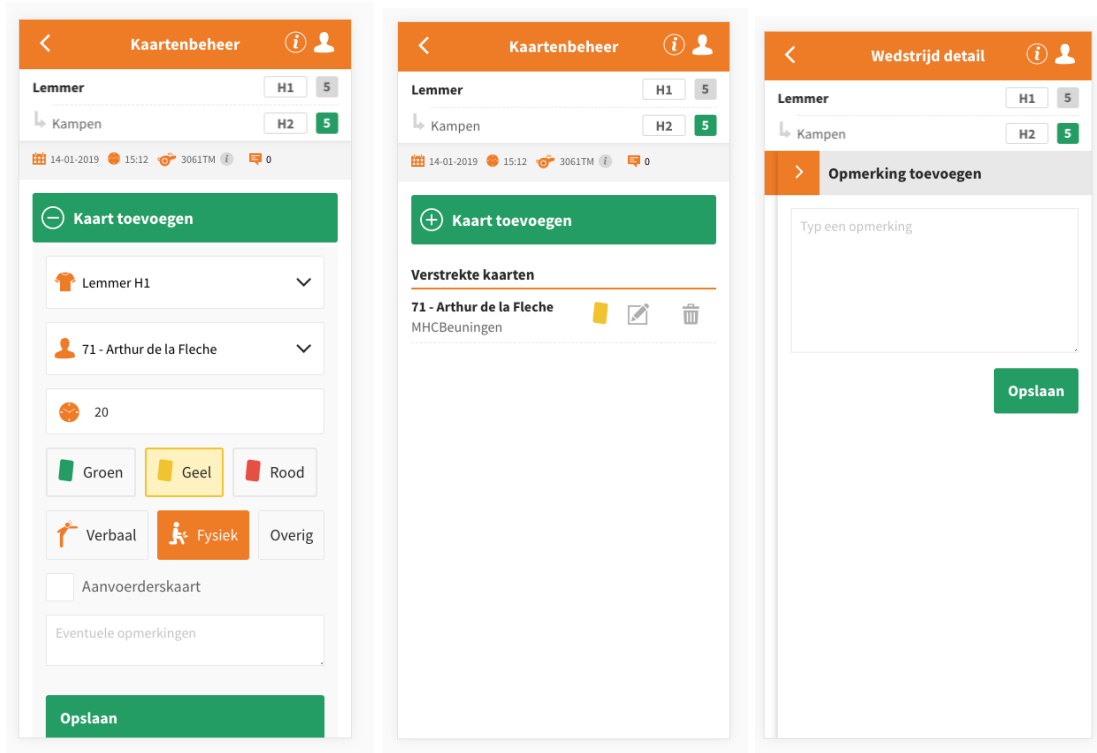 Kaartenbeheer i
Lemmer H1 5
Kampen H2 5
14-01-2019 15:12 3061TM i 0
Kaart toevoegen
Lemmer H1
71 - Arthur de la Fleche
20
Groen Geel Rood
Verbaal Fysiek Overig
Aanvoerderskaart
Eventuele opmerkingen
Opslaan
Kaartenbeheer i
Lemmer H1 5
Kampen H2 5
14-01-2019 15:12 3061TM i 0
Kaart toevoegen
Verstrekte kaarten
71 - Arthur de la Fleche
MHCBeuningen
Wedstrijd detail i
Lemmer H1 5
Kampen H2 5
Opmerking toevoegen
Typ een opmerking
Opslaan